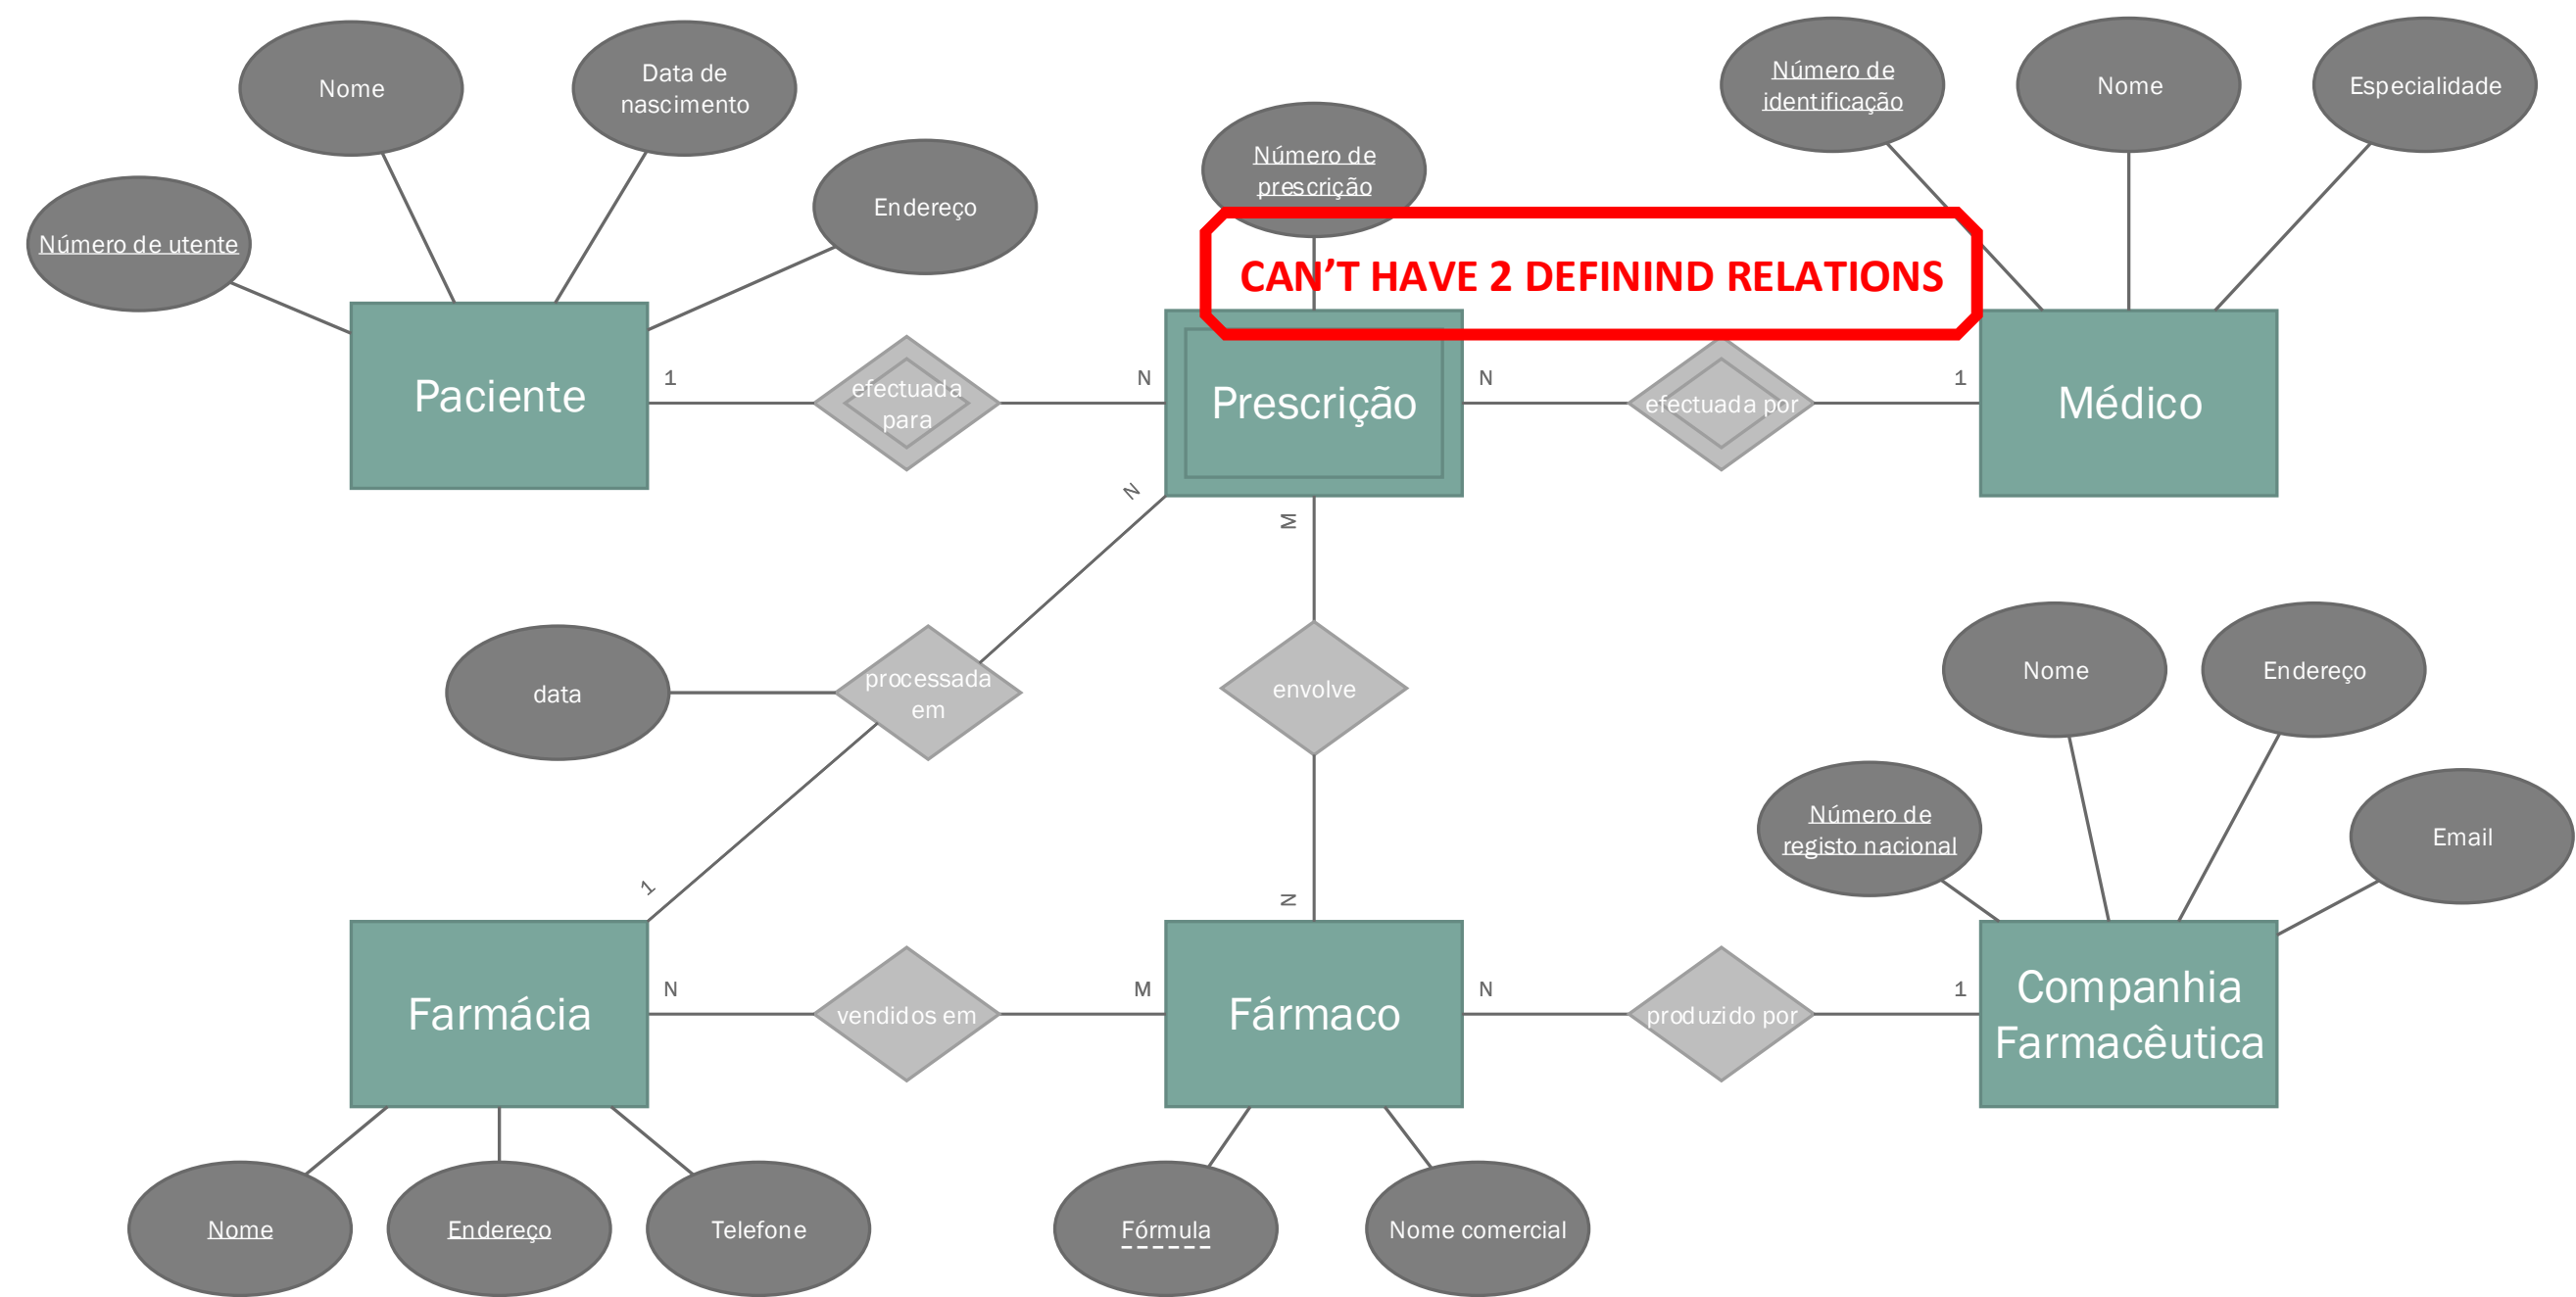 Nome
Data de
nascimento
Número de
identificação
Nome
Especialidade
Número de
prescrição
Endereço
Número de utente
CAN’T HAVE 2 DEFININD RELATIONS
Paciente
1
efectuada
para
N
Prescrição
N
efectuada por
1
Médico
N
M
data
processada
em
envolve
Nome
Endereço
Número de
registo nacional
Email
1
N
Farmácia
N
vendidos em
M
Fármaco
N
produzido por
1
Companhia
Farmacêutica
Nome
Endereço
Telefone
Fórmula
Nome comercial